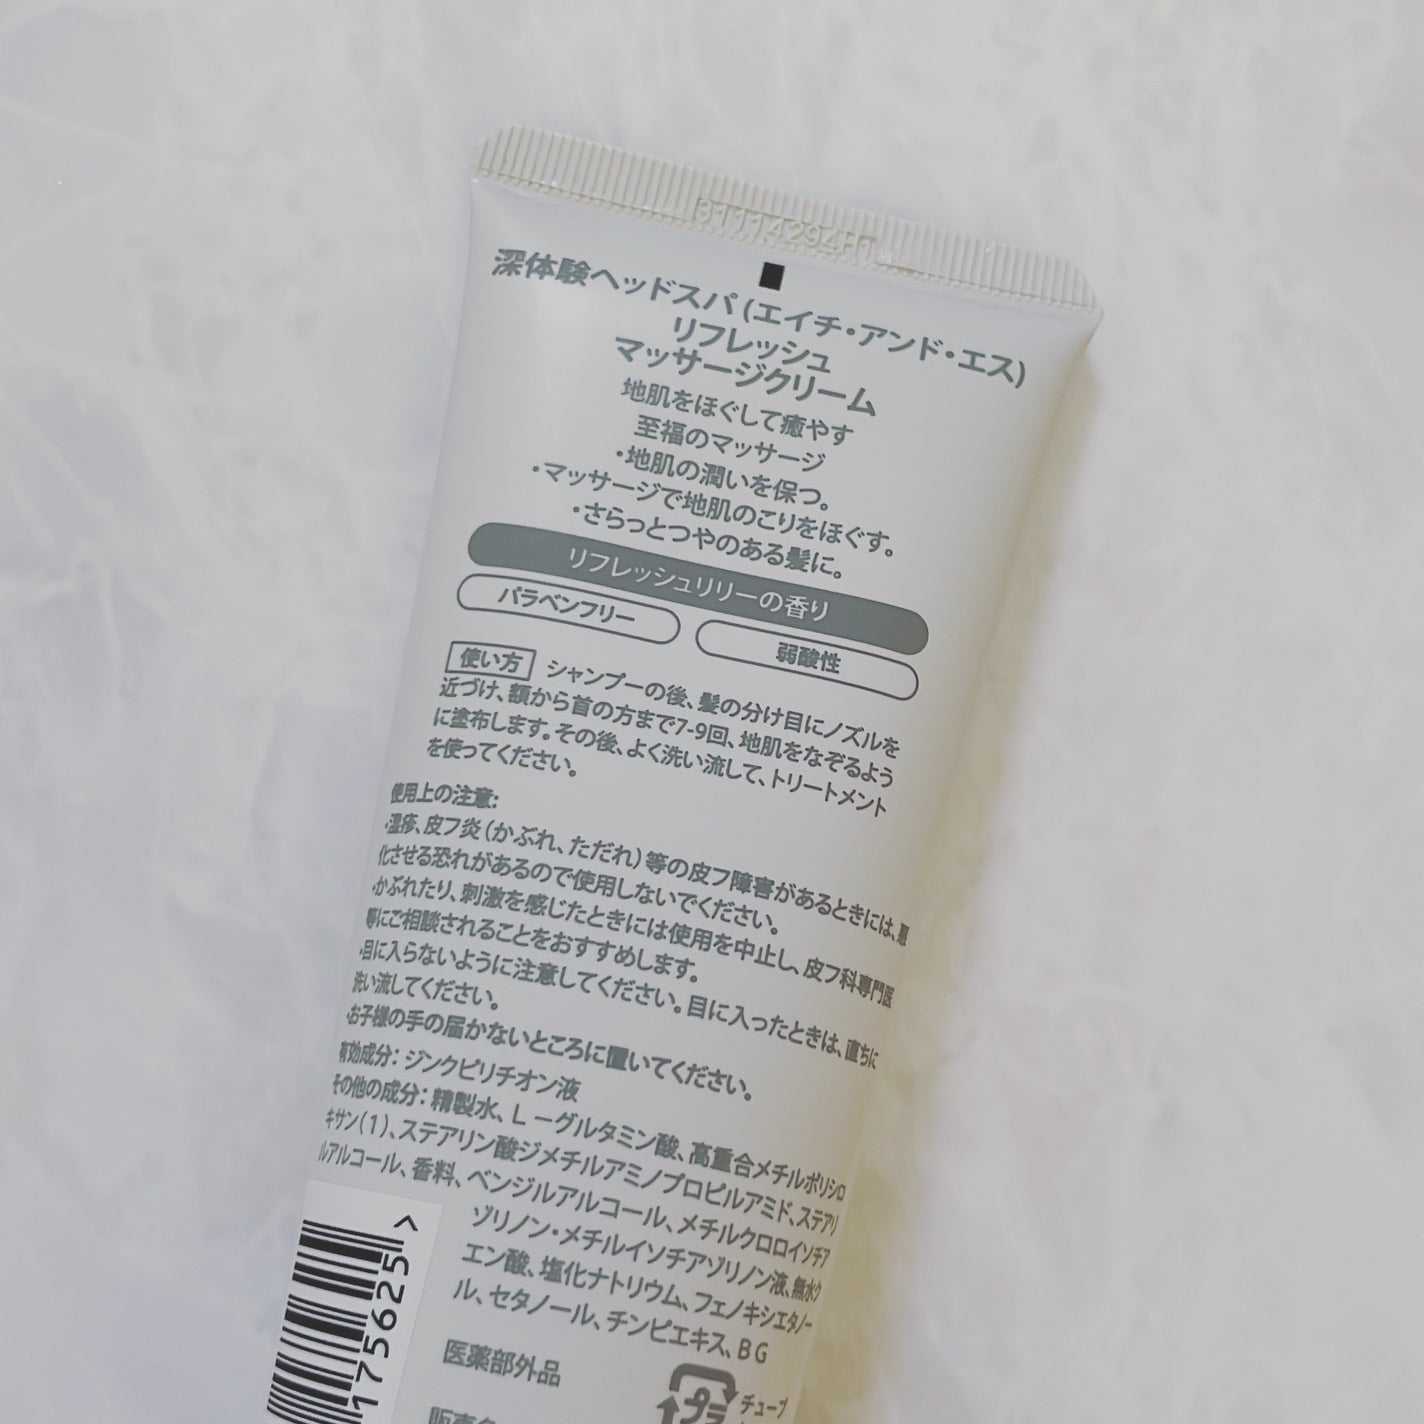 31114294H1
深体験ヘッドスパ(エイチ・アンド・エス)
リフレッシュ
マッサージクリーム
地肌をほぐして癒やす
至福のマッサージ
・地肌の潤いを保つ。
・マッサージで地肌のこりをほぐす。
・さらっとつやのある髪に。
リフレッシュリリーの香り
パラベンフリー
弱酸性
使い方 シャンプーの後、髪の分け目にノズルを
近づけ、額から首の方まで7-9回、地肌をなぞるよう
に塗布します。その後、よく洗い流して、トリートメント
を使ってください。
使用上の注意:
・湿疹、皮フ炎(かぶれ、ただれ)等の皮フ障害があるときには、悪
化させる恐れがあるので使用しないでください。
・かぶれたり、刺激を感じたときには使用を中止し、皮フ科専門医
等にご相談されることをおすすめします。
・目に入らないように注意してください。目に入ったときは、直ちに
洗い流してください。
・お子様の手の届かないところに置いてください。
有効成分：ジンクピリチオン液
その他の成分：精製水、Ｌ－グルタミン酸、高重合メチルポリシロ
キサン(1)、ステアリン酸ジメチルアミノプロピルアミド、ステアリ
ルアルコール、香料、ベンジルアルコール、メチルクロロイソチア
ゾリノン・メチルイソチアゾリノン液、無水ク
エン酸、塩化ナトリウム、フェノキシエタノー
ル、セタノール、チンピエキス、ＢＧ
医薬部外品
プラ
チューブ
175625 >